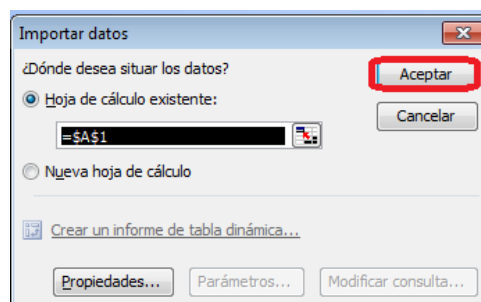 Importar datos
¿Dónde desea situar los datos?
Aceptar
Hoja de cálculo existente:
Cancelar
=$A$1
Nueva hoja de cálculo
Crear un informe de tabla dinámica...
Propiedades... Parámetros... Modificar consulta...